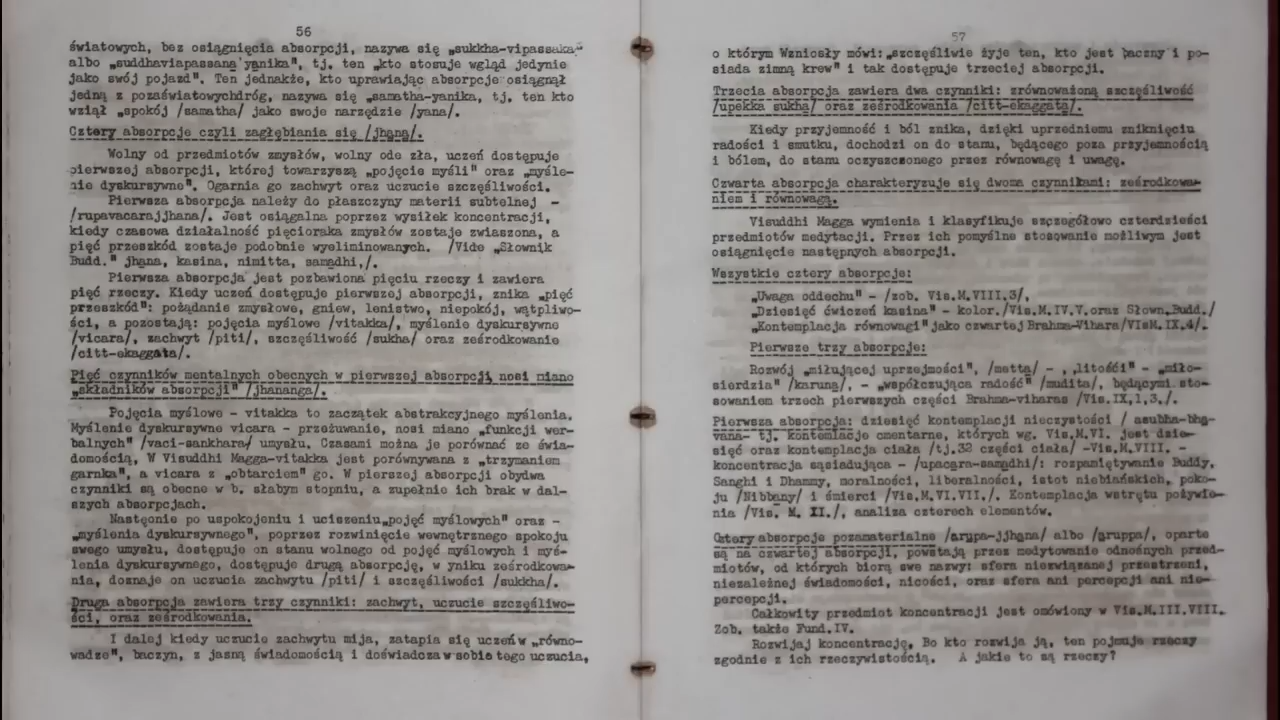 56
światowych, bez osiągnięcia absorpcji, nazywa się „sukkha-vipassaka"
albo „suddhaviapassana yanika", tj. ten „kto stosuje wgląd jedynie
jako swój pojazd". Ten jednakże, kto uprawiając absorpcje osiągnął
jedną z pozaświatowychdróg, nazywa się „samatha-yanika, tj. ten kto
wziął „spokój /samatha/ jako swoje narzędzie /yana/.
Cztery absorpcje czyli zagłębiania się /jhana/.
Wolny od przedmiotów zmysłów, wolny ode zła, uczeń dostępuje
pierwszej absorpcji, której towarzyszą „pojęcie myśli" oraz „myśle-
nie dyskursywne". Ogarnia go zachwyt oraz uczucie szczęśliwości.
Pierwsza absorpcja należy do płaszczyny materii subtelnej -
/rupavacarajjhana/. Jest osiągalna poprzez wysiłek koncentracji,
kiedy czasowa działalność pięcioraka zmysłów zostaje zwiaszona, a
pięć przeszkód zostaje podobnie wyeliminowanych. /Vide „Słownik
Budd." jhana, kasina, nimitta, samadhi,/.
Pierwsza absorpcja jest pozbawiona pięciu rzeczy i zawiera
pięć rzeczy. Kiedy uczeń dostępuje pierwszej absorpcji, znika „pięć
przeszkód": pożądanie zmysłowe, gniew, lenistwo, niepokój, wątpliwo-
ści, a pozostają: pojęcia myślowe /vitakka/, myślenie dyskursywne
/vicara/, zachwyt /piti/, szczęśliwość /sukha/ oraz ześrodkowanie
/citt-ekaggata/.
Pięć czynników mentalnych obecnych w pierwszej absorpcji nosi miano
„składników absorpcji" /jhananga/.
Pojęcia myślowe - vitakka to zaczątek abstrakcyjnego myślenia.
Myślenie dyskursywne vicara - przeżuwanie, nosi miano „funkcji wer-
balnych" /vaci-sankhara/ umysłu. Czasami można je porównać ze świa-
domością, W Visuddhi Magga-vitakka jest porównywana z „trzymaniem
garnka", a vicara z „obtarciem" go. W pierszej absorpcji obydwa
czynniki są obecne w b. słabym stopniu, a zupełnie ich brak w dal-
szych absorpcjach.
Nastęonie po uspokojeniu i uciszeniu„pojęć myślowych" oraz -
„myślenia dyskursywnego", poprzez rozwinięcie wewnętrznego spokoju
swego umysłu, dostępuje on stanu wolnego od pojęć myślowych i myś-
lenia dyskursywnego, dostępuje drugą absorpcję, w yniku ześrodkowa-
nia, doznaje on uczucia zachwytu /piti/ i szczęśliwości /sukkha/.
Druga absorpcja zawiera trzy czynniki: zachwyt, uczucie szczęśliwo-
ści, oraz ześrodkowania.
I dalej kiedy uczucie zachwytu mija, zatapia się uczeń w „równo-
wadze", baczyn, z jasną świadomością i doświadcza w sobie tego uczucia,
57
o którym Wzniosły mówi: „szczęśliwie żyje ten, kto jest baczny i po-
siada zimną krew" i tak dostępuje trzeciej absorpcji.
Trzecia absorpcja zawiera dwa czynniki: zrównoważoną szczęśliwość
/upekka sukha/ oraz ześrodkowania /citt-ekaggata/.
Kiedy przyjemność i ból znika, dzięki uprzedniemu zniknięciu
radości i smutku, dochodzi on do stanu, będącego poza przyjemnością
i bólem, do stanu oczyszczonego przez równowagę i uwagę.
Czwarta absorpcja charakteryzuje się dwoma czynnikami: ześrodkowa-
niem i równowagą.
Visuddhi Magga wymienia i klasyfikuje szczegółowo czterdzieści
przedmiotów medytacji. Przez ich pomyślne stosowanie możliwym jest
osiągnięcie następnych absorpcji.
Wszystkie cztery absorpcje:
„Uwaga oddechu" - /zob. Vis.M.VIII.3/,
„Dziesięć ćwiczeń kasina" - kolor./Vis.M.IV.V.oraz Słown.Budd./
„Kontemplacja równowagi" jako czwartej Brahma-Vihara/VisM.IX.4/.
Pierwsze trzy absorpcje:
Rozwój „miłującej uprzejmości", /metta/ - „litości" - „miło-
sierdzia" /karuna/, - „współczująca radość" /mudita/, będącymi sto-
sowaniem trzech pierwszych części Brahma-viharas /Vis.IX,1,3./.
Pierwsza absorpcja: dziesięć kontemplacji nieczystości / asubha-bha-
vana- tj. kontemlacje cmentarne, których wg. Vis.M.VI. jest dzie-
sięć oraz kontemplacja ciała /tj.32 części ciała/ -Vis.M.VIII. -
koncentracja sąsiadująca - /upacara-samadhi/: rozpamiętywanie Buddy,
Sanghi i Dhammy, moralności, liberalności, istot niebiańskich, poko-
ju /Nibbany/ i śmierci /Vis.M.VI.VII./. Kontemplacja wstrętu pożywie-
nia /Vis. M. XI./, analiza czterech elementów.
Cztery absorpcje pozamaterialne /arupa-jjhana/ albo /aruppa/, oparte
są na czwartej absorpcji, powstają przez medytowanie odnośnych przed-
miotów, od których biorą swe nazwy: sfera niezwiązanej przestrzeni,
niezależnej świadomości, nicości, oraz sfera ani percepcji ani nie-
percepcji.
Całkowity przedmiot koncentracji jest omówiony w Vis.M.III.VIII.
Zob. także Fund.IV.
Rozwijaj koncentrację, Bo kto rozwija ją, ten pojmuje rzeczy
zgodnie z ich rzeczywistością. A jakie to są rzeczy?